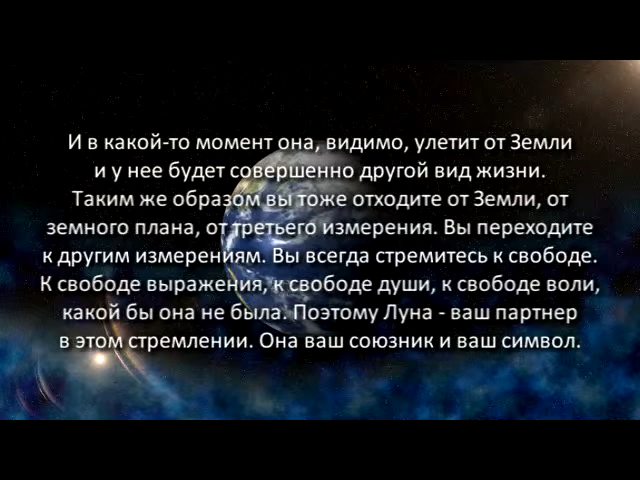 И в какой-то момент она, видимо, улетит от Земли
и у нее будет совершенно другой вид жизни.
Таким же образом вы тоже отходите от Земли, от
земного плана, от третьего измерения. Вы переходите
к другим измерениям. Вы всегда стремитесь к свободе.
К свободе выражения, к свободе души, к свободе воли,
какой бы она не была. Поэтому Луна - ваш партнер
в этом стремлении. Она ваш союзник и ваш символ.